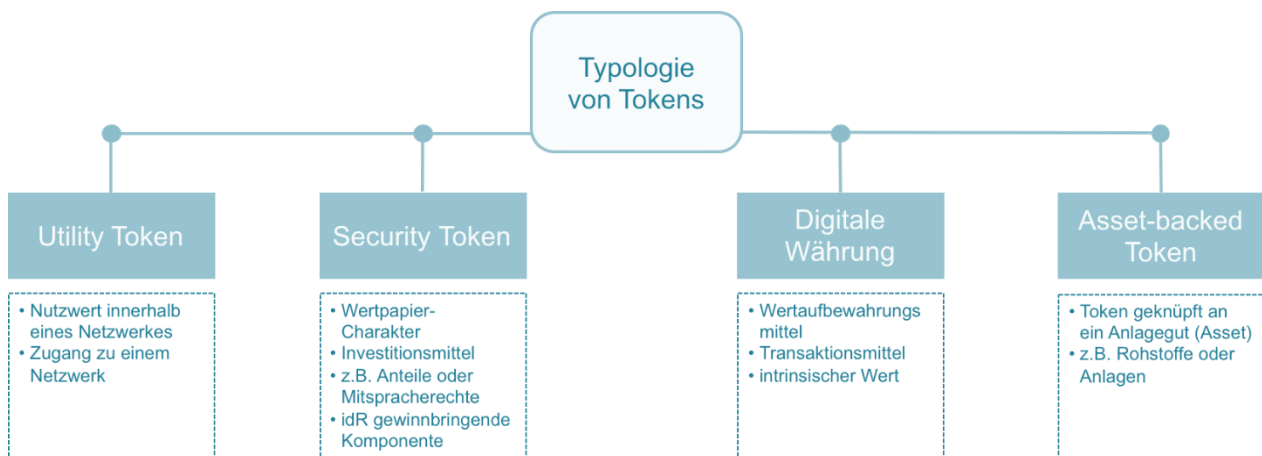 Typologie
von Tokens
Utility Token
• Nutzwert innerhalb
eines Netzwerkes
• Zugang zu einem
Netzwerk
Security Token
• Wertpapier-
Charakter
• Investitionsmittel
• z.B. Anteile oder
Mitspracherechte
• idR gewinnbringende
Komponente
Digitale
Währung
• Wertaufbewahrungs
mittel
• Transaktionsmittel
• intrinsischer Wert
Asset-backed
Token
• Token geknüpft an
ein Anlagegut (Asset)
• z.B. Rohstoffe oder
Anlagen